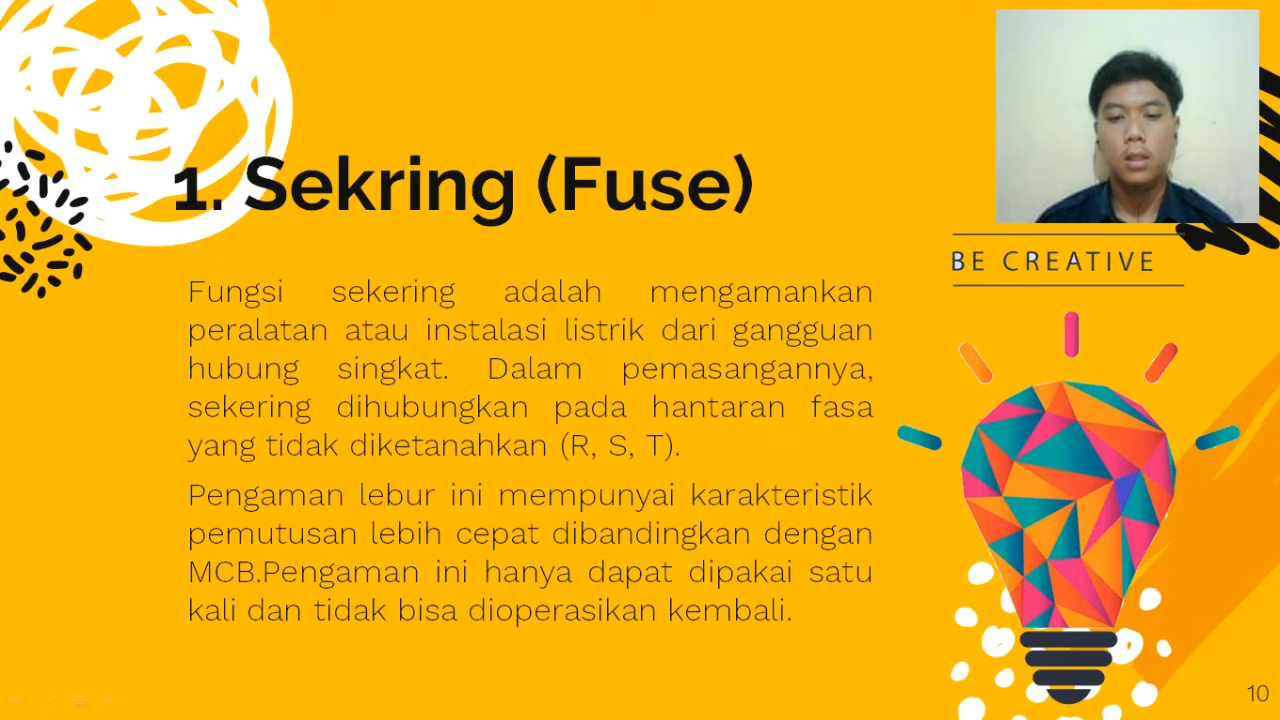 1. Sekring (Fuse)
BE CREATIVE
Fungsi sekering adalah mengamankan
peralatan atau instalasi listrik dari gangguan
hubung singkat. Dalam pemasangannya,
sekering dihubungkan pada hantaran fasa
yang tidak diketanahkan (R, S, T).
Pengaman lebur ini mempunyai karakteristik
pemutusan lebih cepat dibandingkan dengan
MCB.Pengaman ini hanya dapat dipakai satu
kali dan tidak bisa dioperasikan kembali.
10